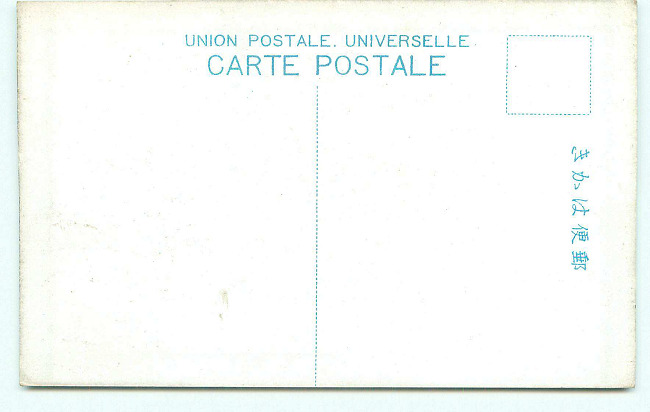 UNION POSTALE. UNIVERSELLE
CARTE POSTALE
郵便はかき